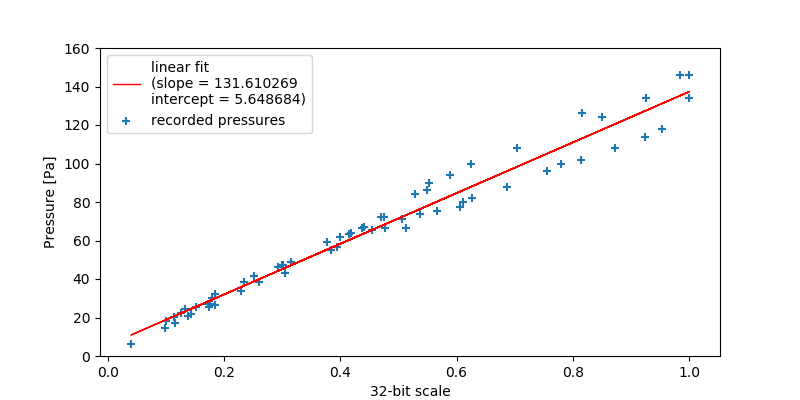 160
140
120
100
80
60
40
20
0
Pressure [Pa]
linear fit
(slope = 131.610269
intercept = 5.648684)
recorded pressures
0.0 0.2 0.4 0.6 0.8 1.0
32-bit scale